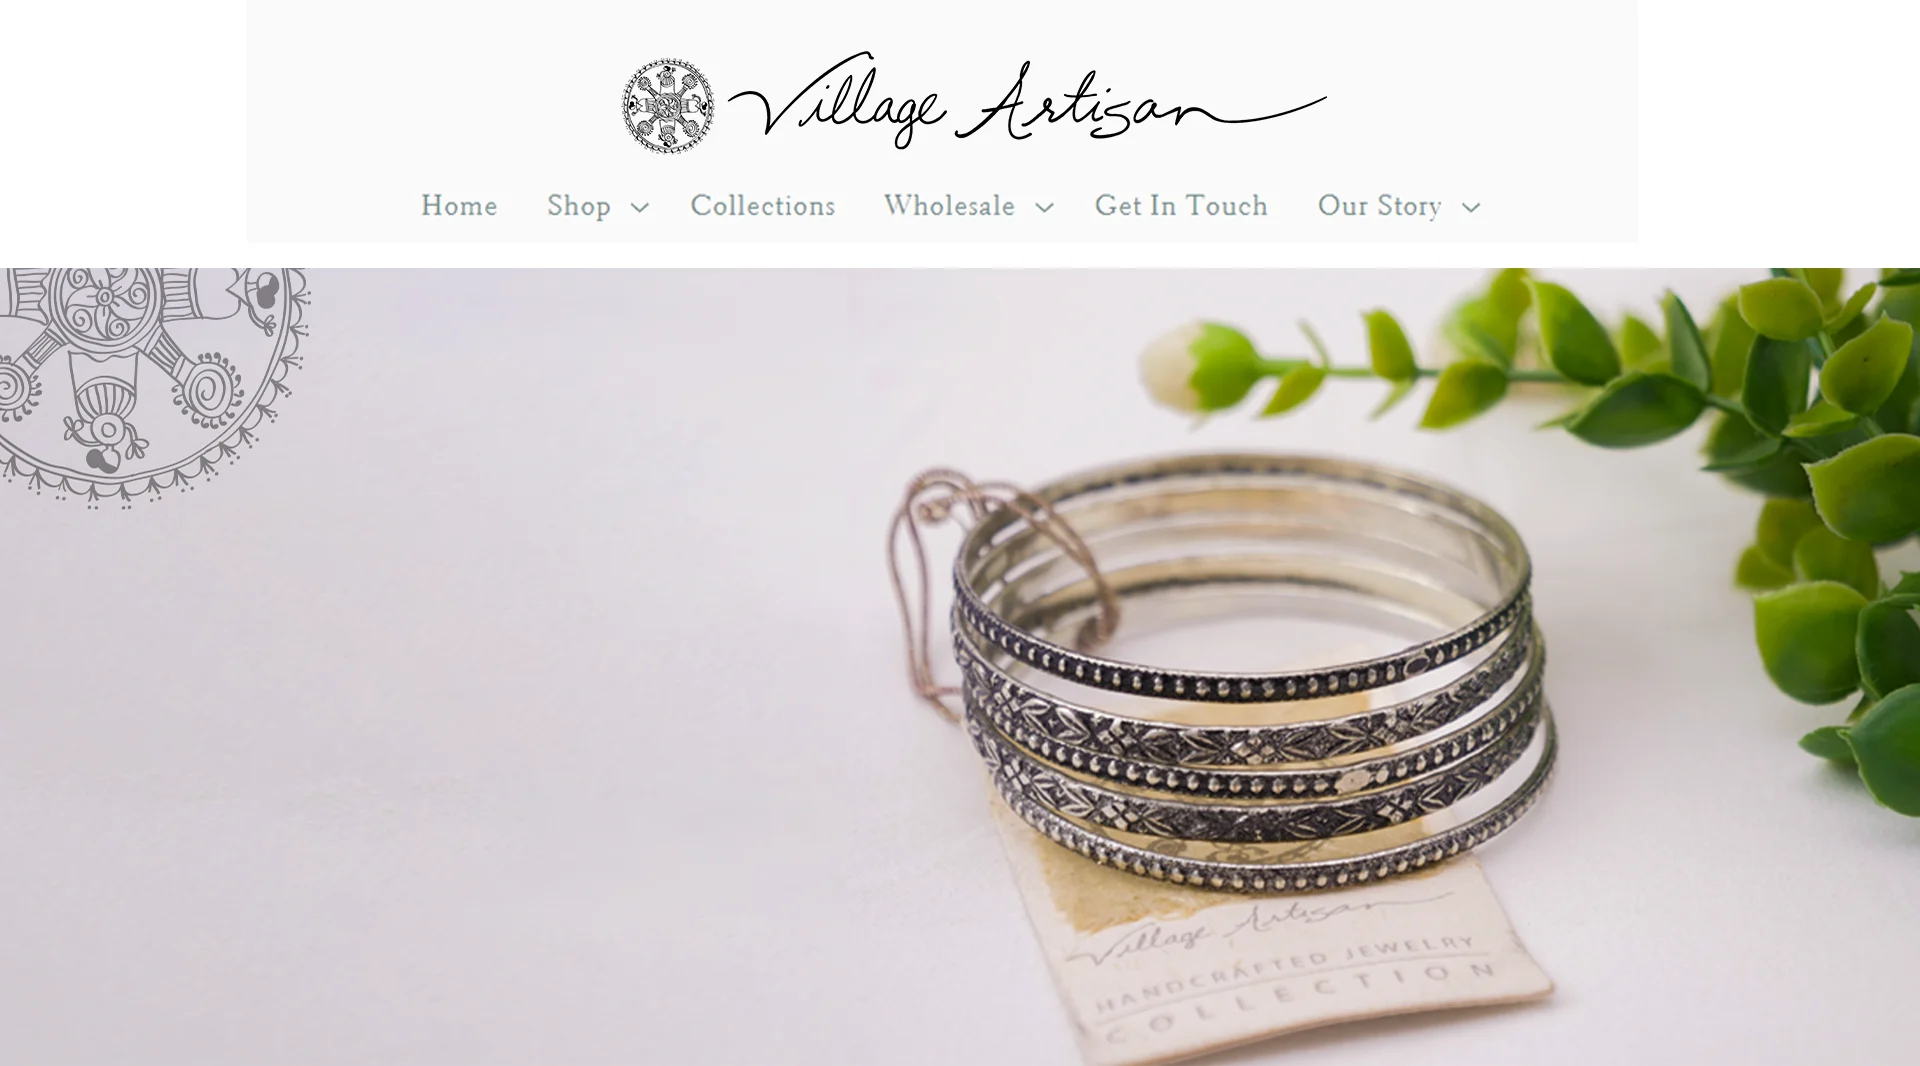 Village Artisan
Home Shop Collections Wholesale Get In Touch Our Story
Village Artisan
HANDCRAFTED JEWELRY
COLLECTION